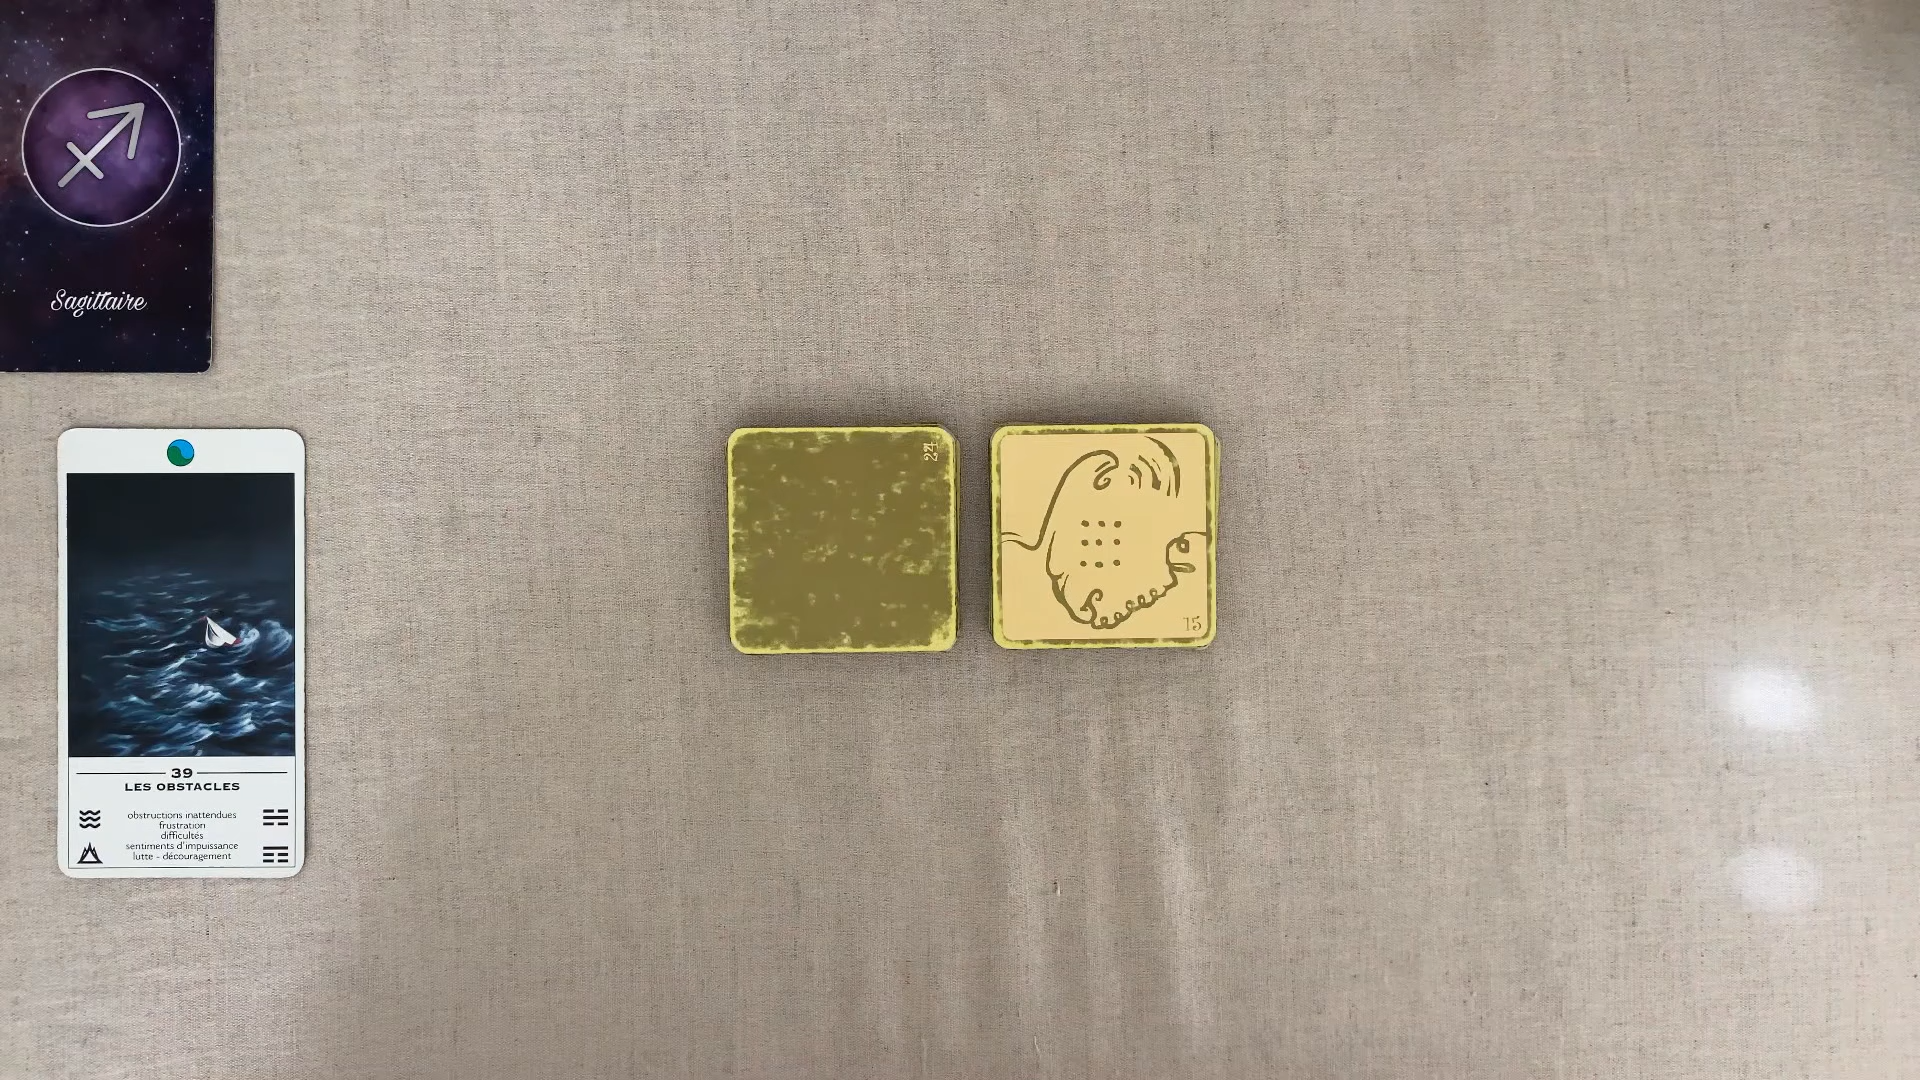 Sagittaire
24
15
39
LES OBSTACLES
obstructions inattendues
frustration
difficultés
sentiments d'impuissance
lutte - découragement